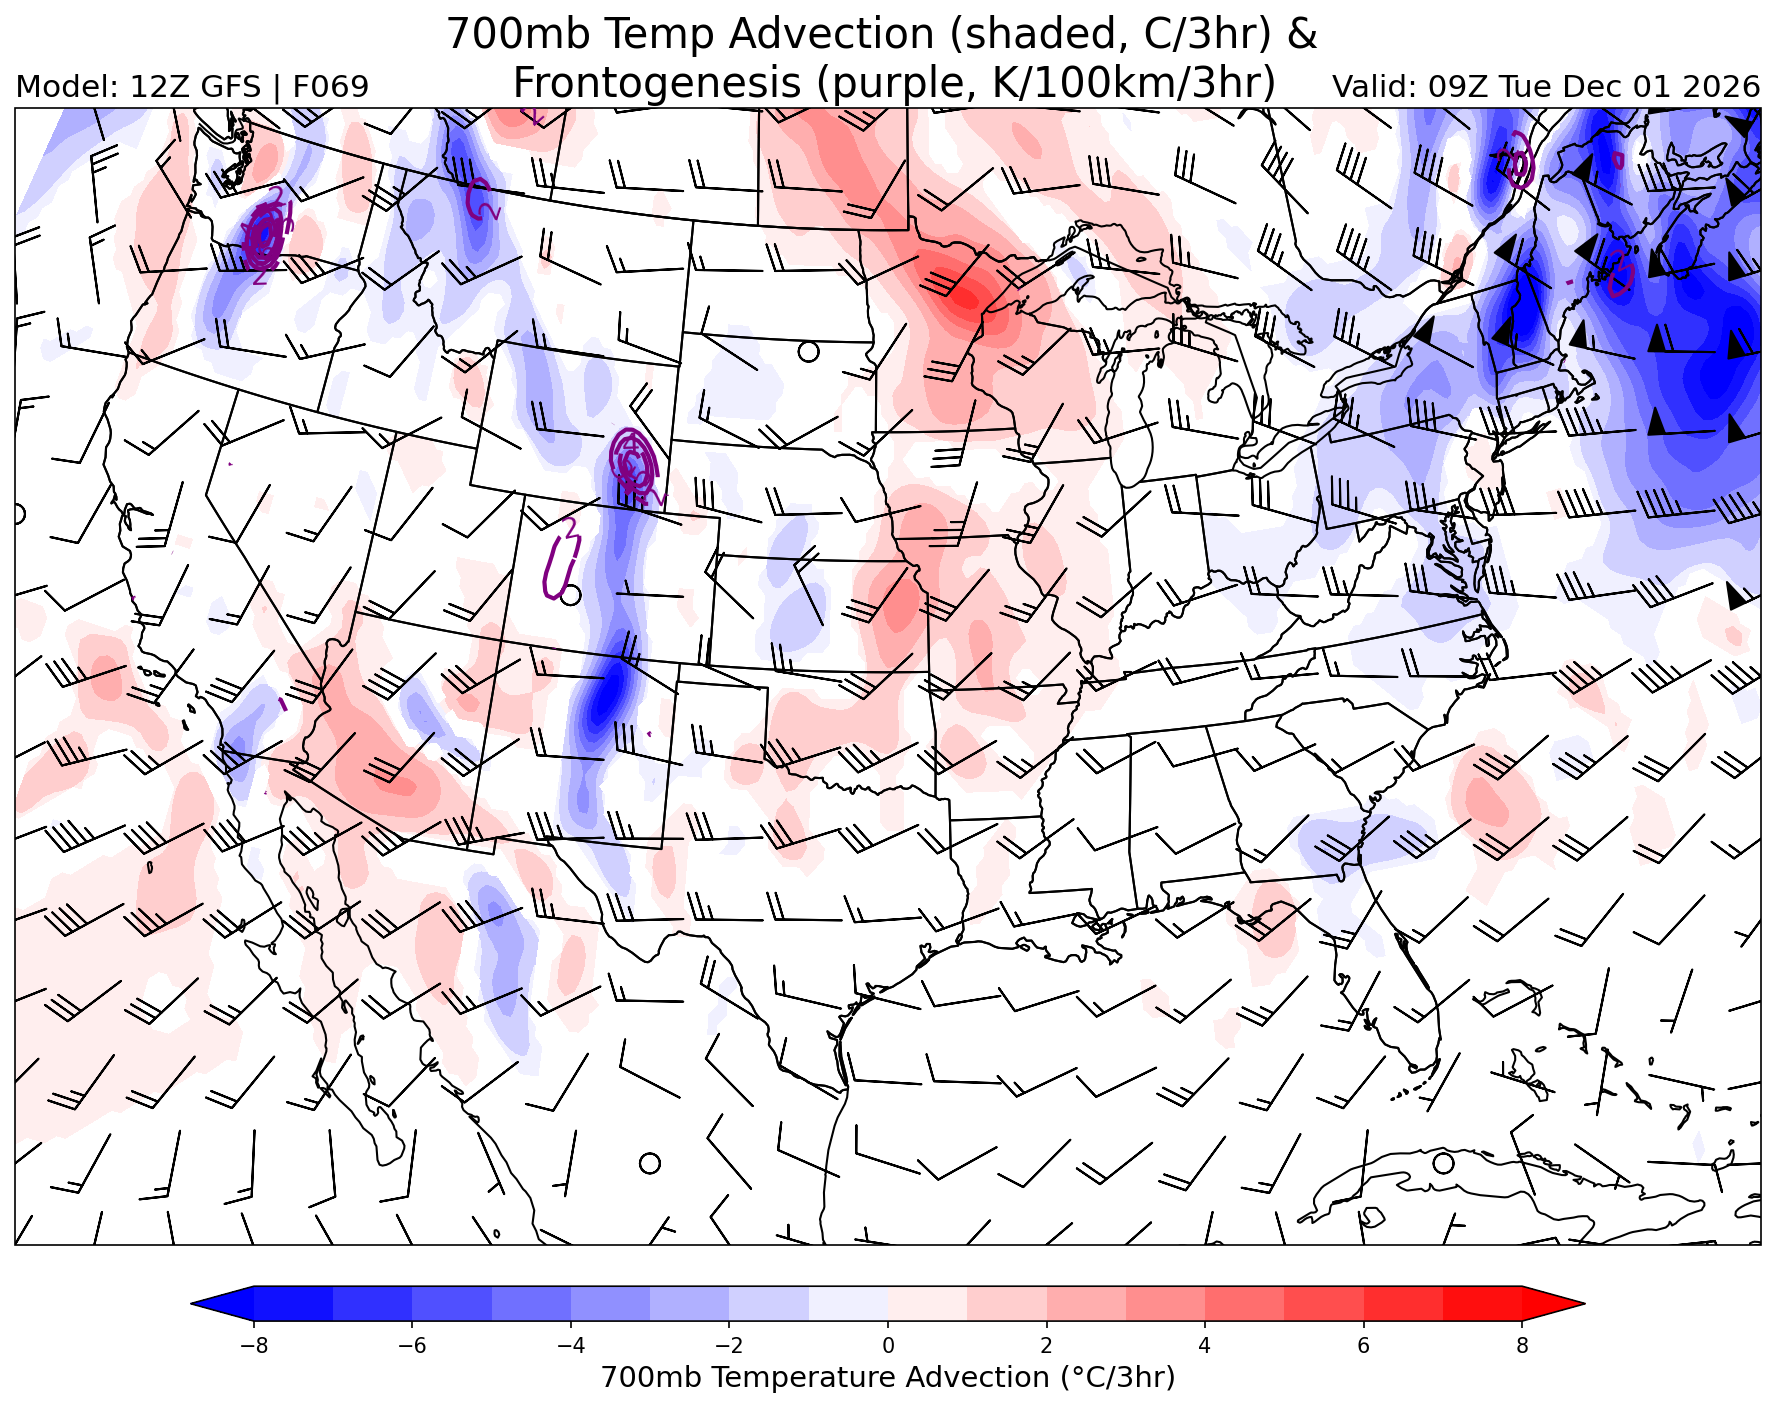 700mb Temp Advection (shaded, C/3hr) &
Frontogenesis (purple, K/100km/3hr)
Model: 12Z GFS | F069
Valid: 09Z Tue Dec 01 2026
−8 −6 −4 −2 0 2 4 6 8
700mb Temperature Advection (°C/3hr)